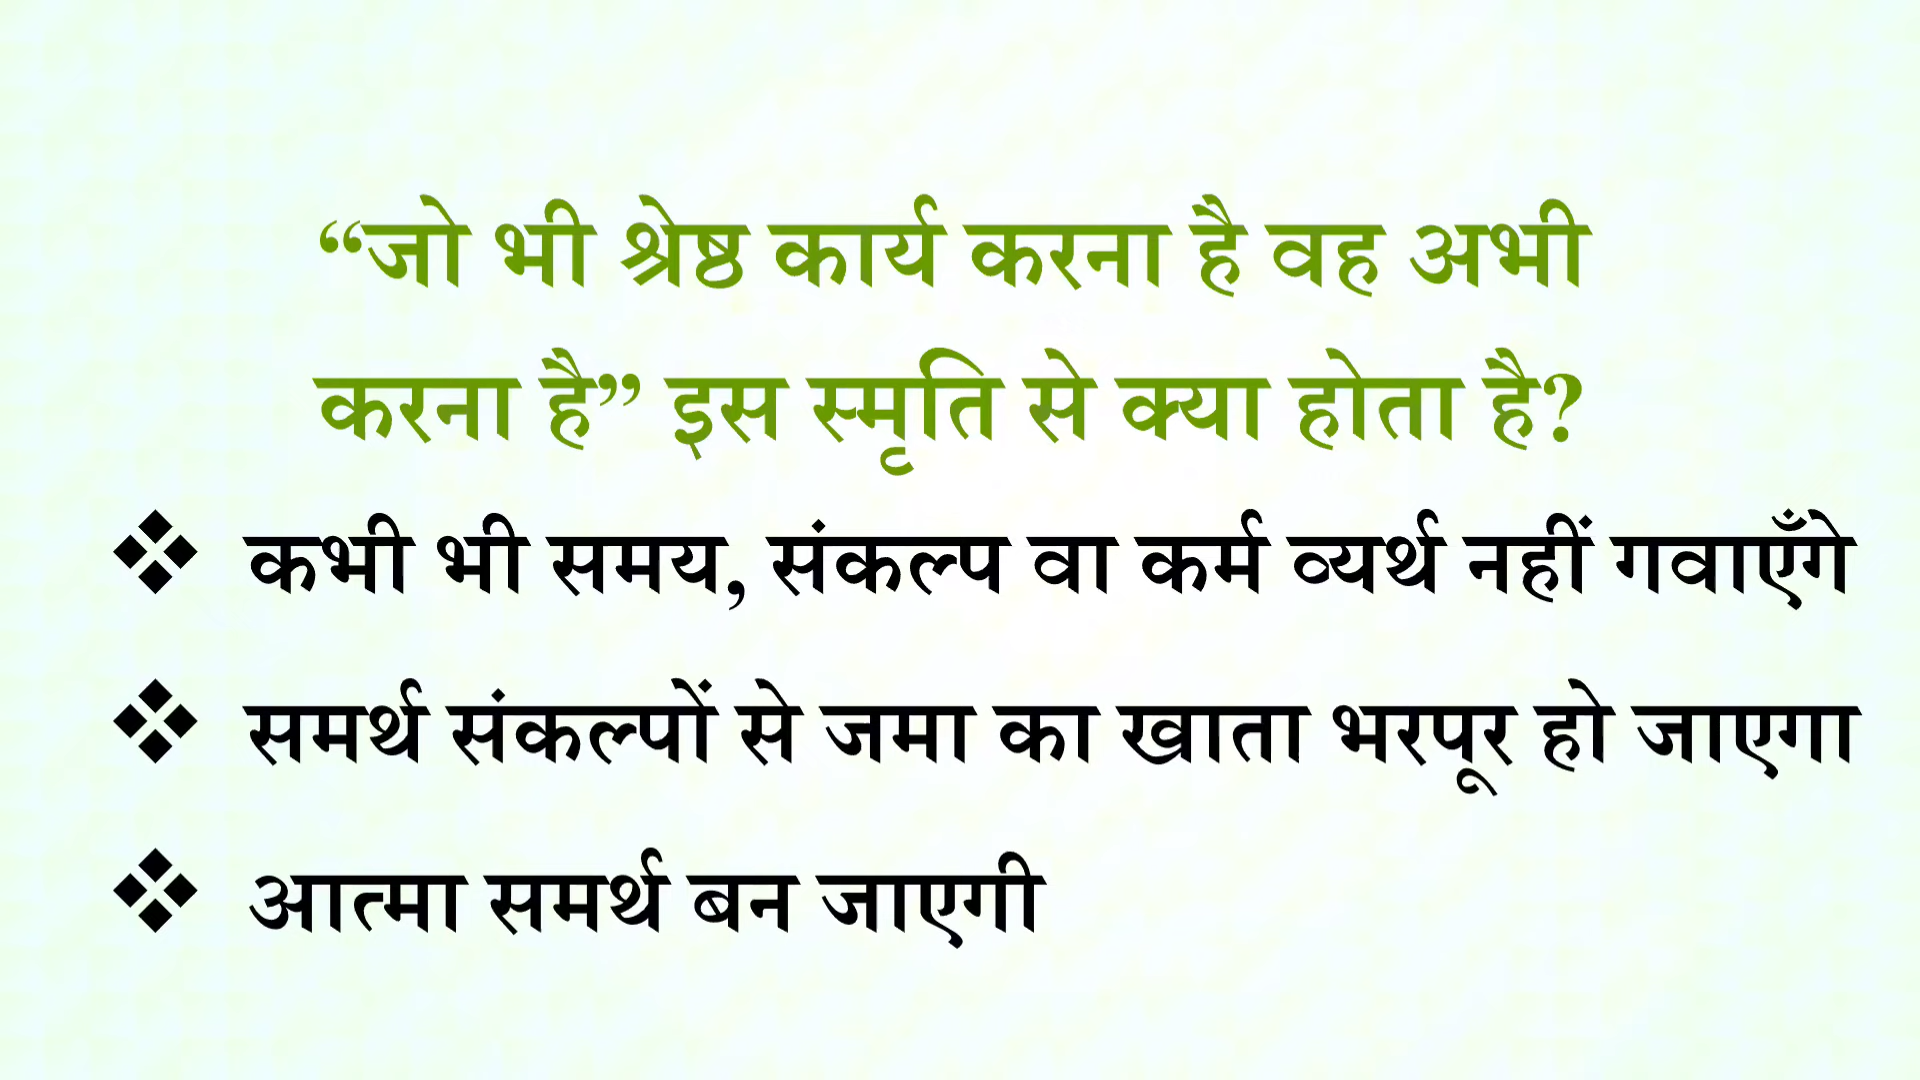 “जो भी श्रेष्ठ कार्य करना है वह अभी
करना है” इस स्मृति से क्या होता है?
❖ कभी भी समय, संकल्प वा कर्म व्यर्थ नहीं गवाएँगे
❖ समर्थ संकल्पों से जमा का खाता भरपूर हो जाएगा
❖ आत्मा समर्थ बन जाएगी